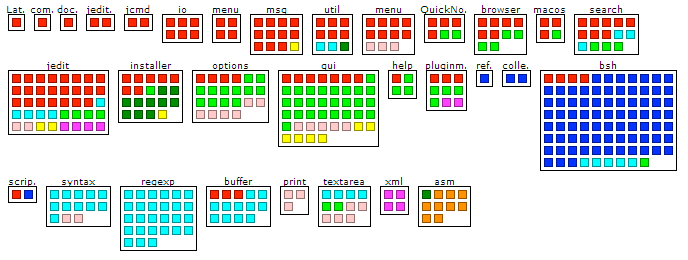 Lat. com. doc. jedit. jcmd io menu msg util menu QuickNo. browser macos search
jedit installer options gui help pluginm. ref. colle. bsh
scrip. syntax regexp buffer print textarea xml asm